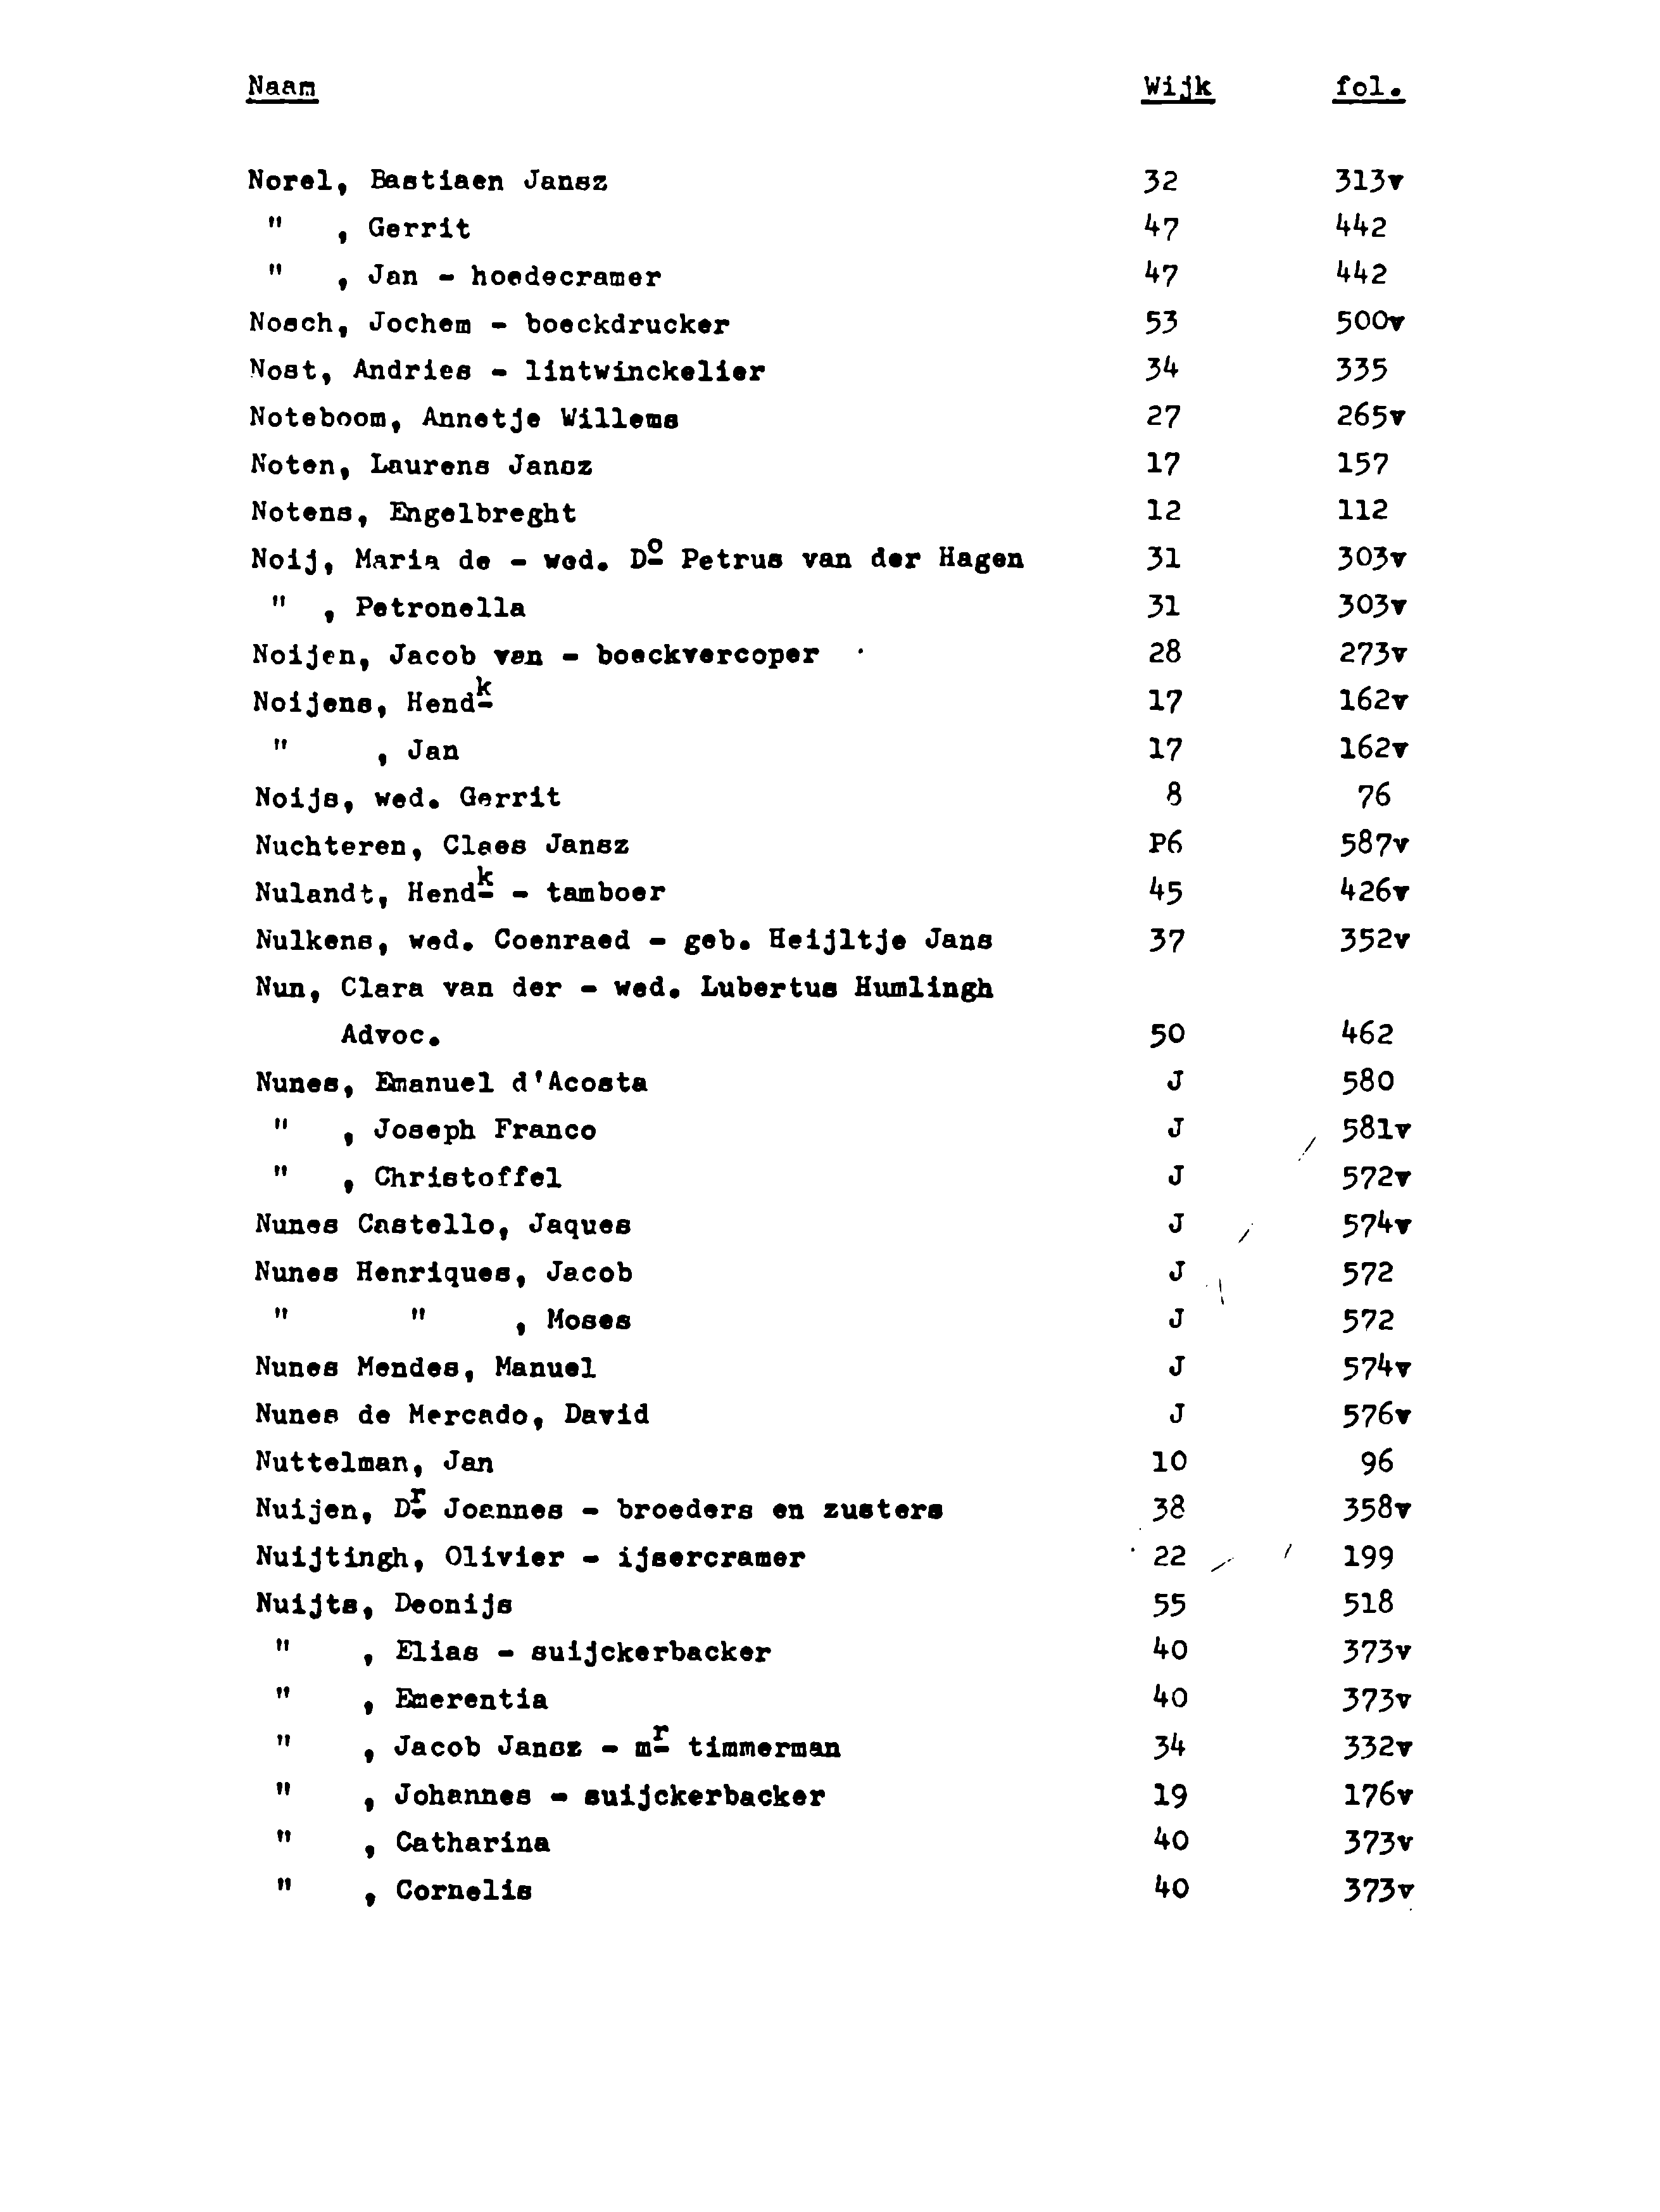 Naam Wijk fol.
Norel, Bastiaen Jansz 32 313v
" , Gerrit 47 442
" , Jan - hoedecramer 47 442
Nosch, Jochem - boeckdrucker 53 500v
Nost, Andries - lintwinckelier 34 335
Noteboom, Annetje Willems 27 265v
Noten, Laurens Jansz 17 157
Notens, Engelbreght 12 112
Noij, Maria de - wed. Do Petrus van der Hagen 31 303v
" , Petronella 31 303v
Noijen, Jacob van - boeckvercoper 28 273v
Noijens, Hendk 17 162v
" , Jan 17 162v
Noijs, wed. Gerrit 8 76
Nuchteren, Claes Jansz P6 587v
Nulandt, Hendk - tamboer 45 426v
Nulkens, wed. Coenraed - geb. Heijltje Jans 37 352v
Nun, Clara van der - wed. Lubertus Humlingh
Advoc. 50 462
Nunes, Emanuel d'Acosta J 580
" , Joseph Franco J 581v
" , Christoffel J 572v
Nunes Castello, Jaques J 574v
Nunes Henriques, Jacob J 572
" " , Moses J 572
Nunes Mendes, Manuel J 574v
Nunes de Mercado, David J 576v
Nuttelman, Jan 10 96
Nuijen, Dr. Joannes - broeders en zusters 38 358v
Nuijtingh, Olivier - ijsercramer 22 199
Nuijts, Deonijs 55 518
" , Elias - suijckerbacker 40 373v
" , Emerentia 40 373v
" , Jacob Jansz - mr timmerman 34 332v
" , Johannes - suijckerbacker 19 176v
" , Catharina 40 373v
" , Cornelis 40 373v